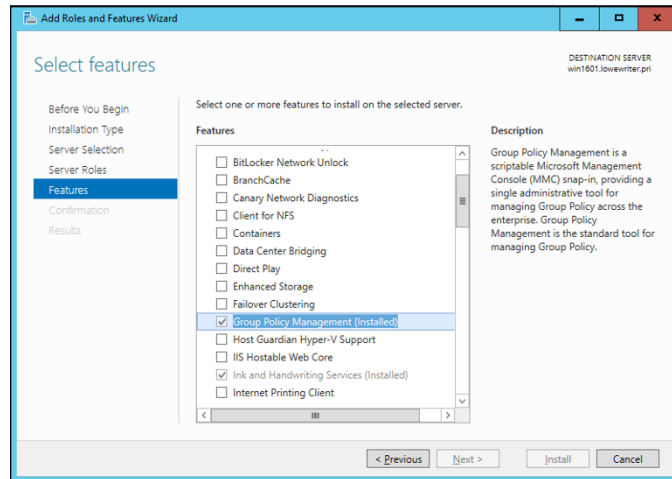 Add Roles and Features Wizard
Select features
DESTINATION SERVER
win1601.lowewriter.pri
Before You Begin
Installation Type
Server Selection
Server Roles
Features
Confirmation
Results
Select one or more features to install on the selected server.
Features
BitLocker Network Unlock
BranchCache
Canary Network Diagnostics
Client for NFS
Containers
Data Center Bridging
Direct Play
Enhanced Storage
Failover Clustering
Group Policy Management (Installed)
Host Guardian Hyper-V Support
IIS Hostable Web Core
Ink and Handwriting Services (Installed)
Internet Printing Client
Description
Group Policy Management is a
scriptable Microsoft Management
Console (MMC) snap-in, providing a
single administrative tool for
managing Group Policy across the
enterprise. Group Policy
Management is the standard tool for
managing Group Policy.
< Previous
Next >
Install
Cancel